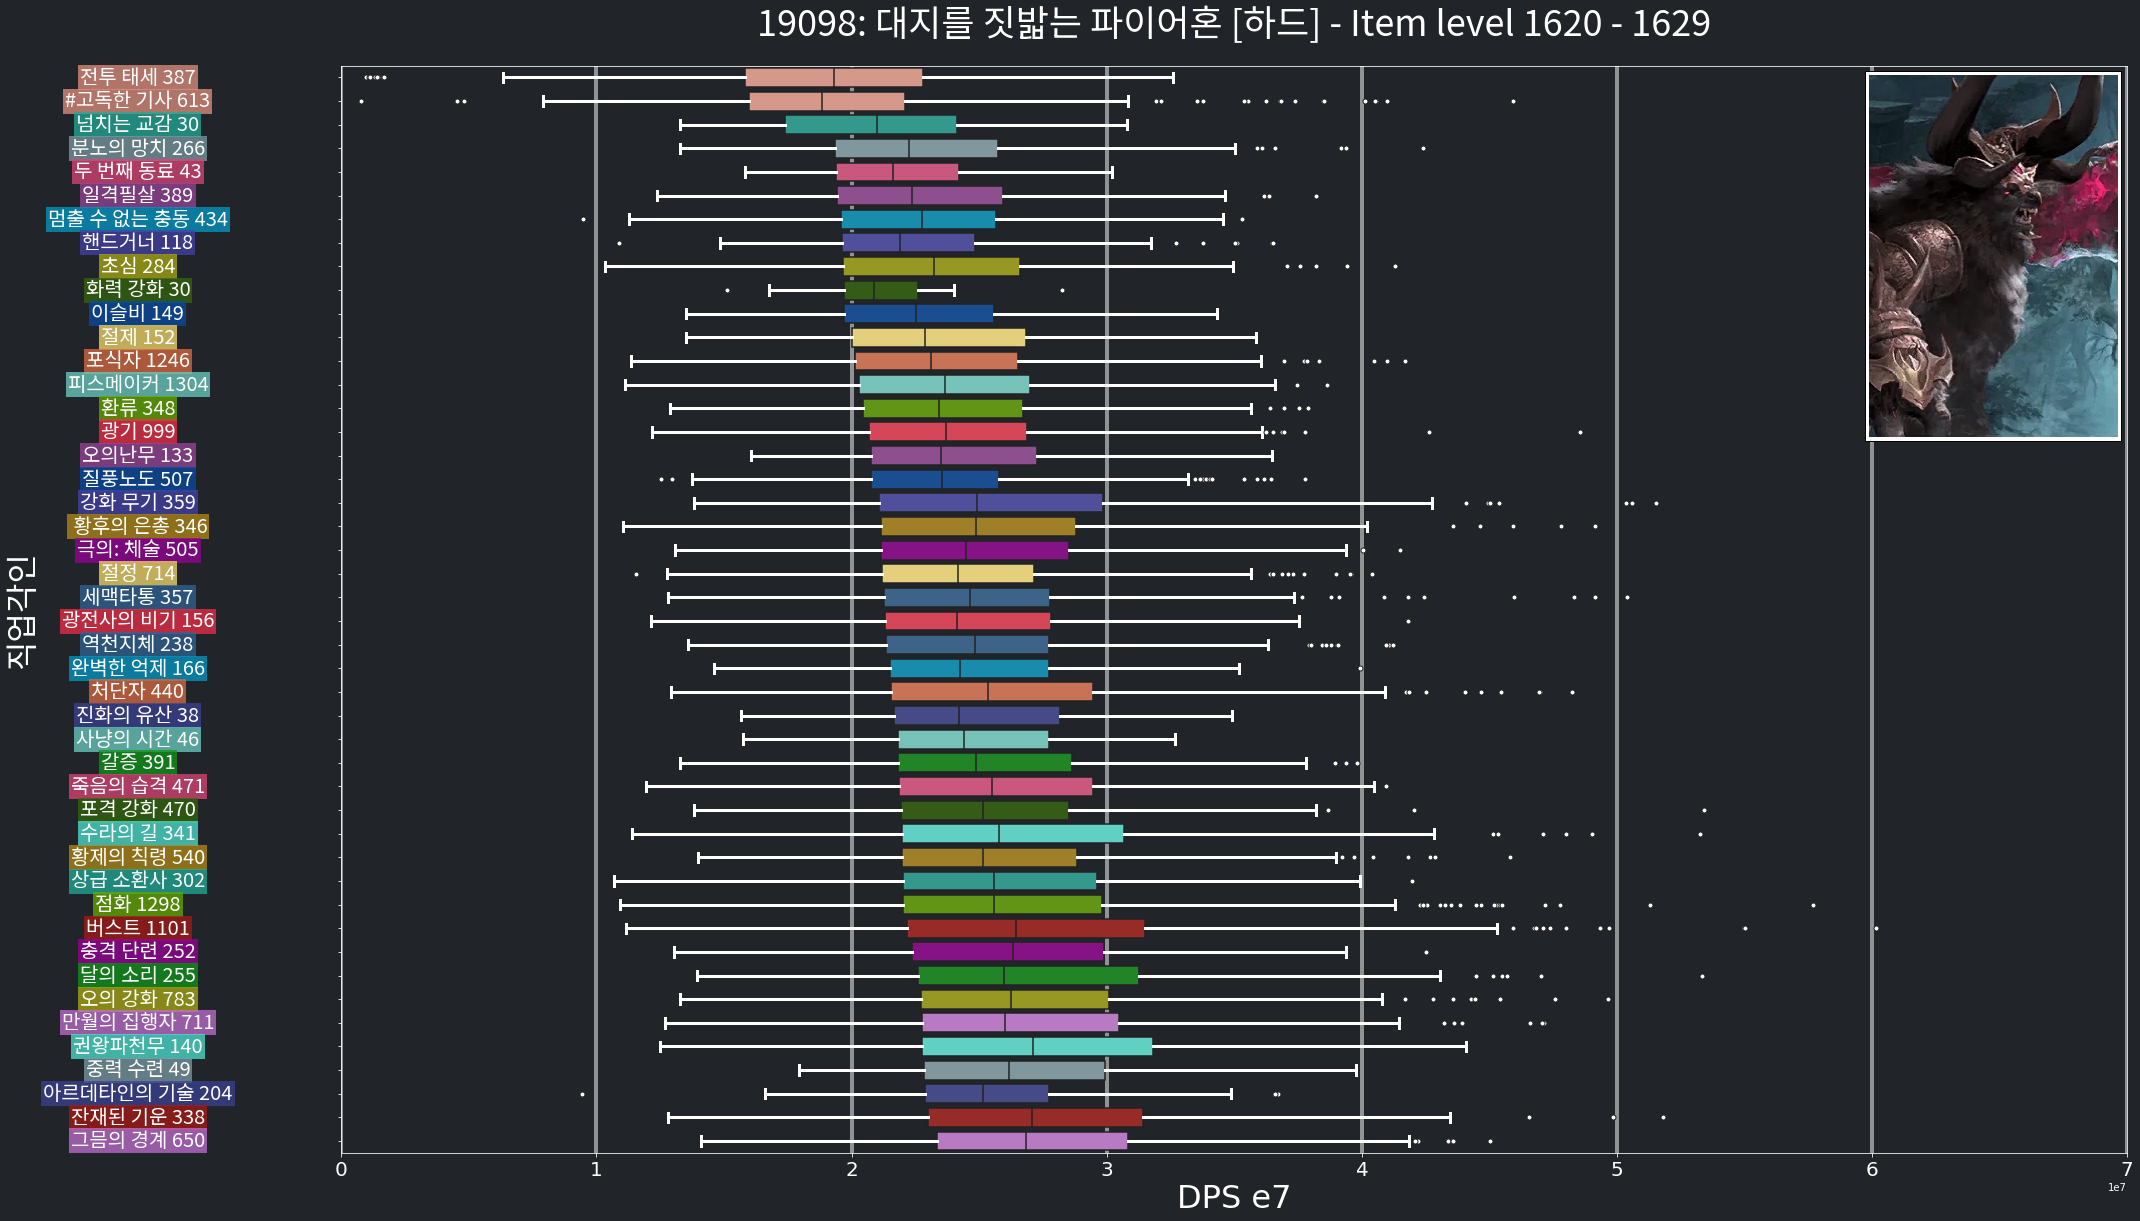 19098: 대지를 짓밟는 파이어혼 [하드] - Item level 1620 - 1629
직업각인
전투 태세 387
#고독한 기사 613
넘치는 교감 30
분노의 망치 266
두 번째 동료 43
일격필살 389
멈출 수 없는 충동 434
핸드거너 118
초심 284
화력 강화 30
이슬비 149
절제 152
포식자 1246
피스메이커 1304
환류 348
광기 999
오의난무 133
질풍노도 507
강화 무기 359
황후의 은총 346
극의: 체술 505
절정 714
세맥타통 357
광전사의 비기 156
역천지체 238
완벽한 억제 166
처단자 440
진화의 유산 38
사냥의 시간 46
갈증 391
죽음의 습격 471
포격 강화 470
수라의 길 341
황제의 칙령 540
상급 소환사 302
점화 1298
버스트 1101
충격 단련 252
달의 소리 255
오의 강화 783
만월의 집행자 711
권왕파천무 140
중력 수련 49
아르데타인의 기술 204
잔재된 기운 338
그믐의 경계 650
0 1 2 3 4 5 6 7
DPS e7
1e7